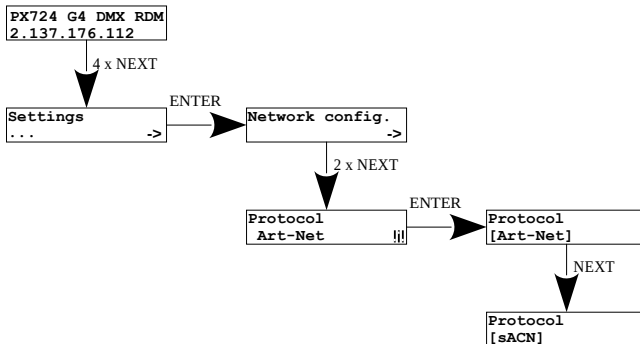 PX724 G4 DMX RDM
2.137.176.112
4 x NEXT
Settings
... ->
ENTER
Network config.
->
2 x NEXT
Protocol
Art-Net !¡!
ENTER
Protocol
[Art-Net]
NEXT
Protocol
[sACN]